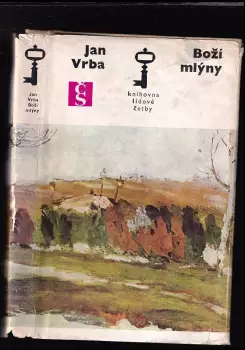 Jan
Vrba
Boží
mlýny
Jan
Vrba
Boží
mlýny
ČS
knihovna
lidové
četby